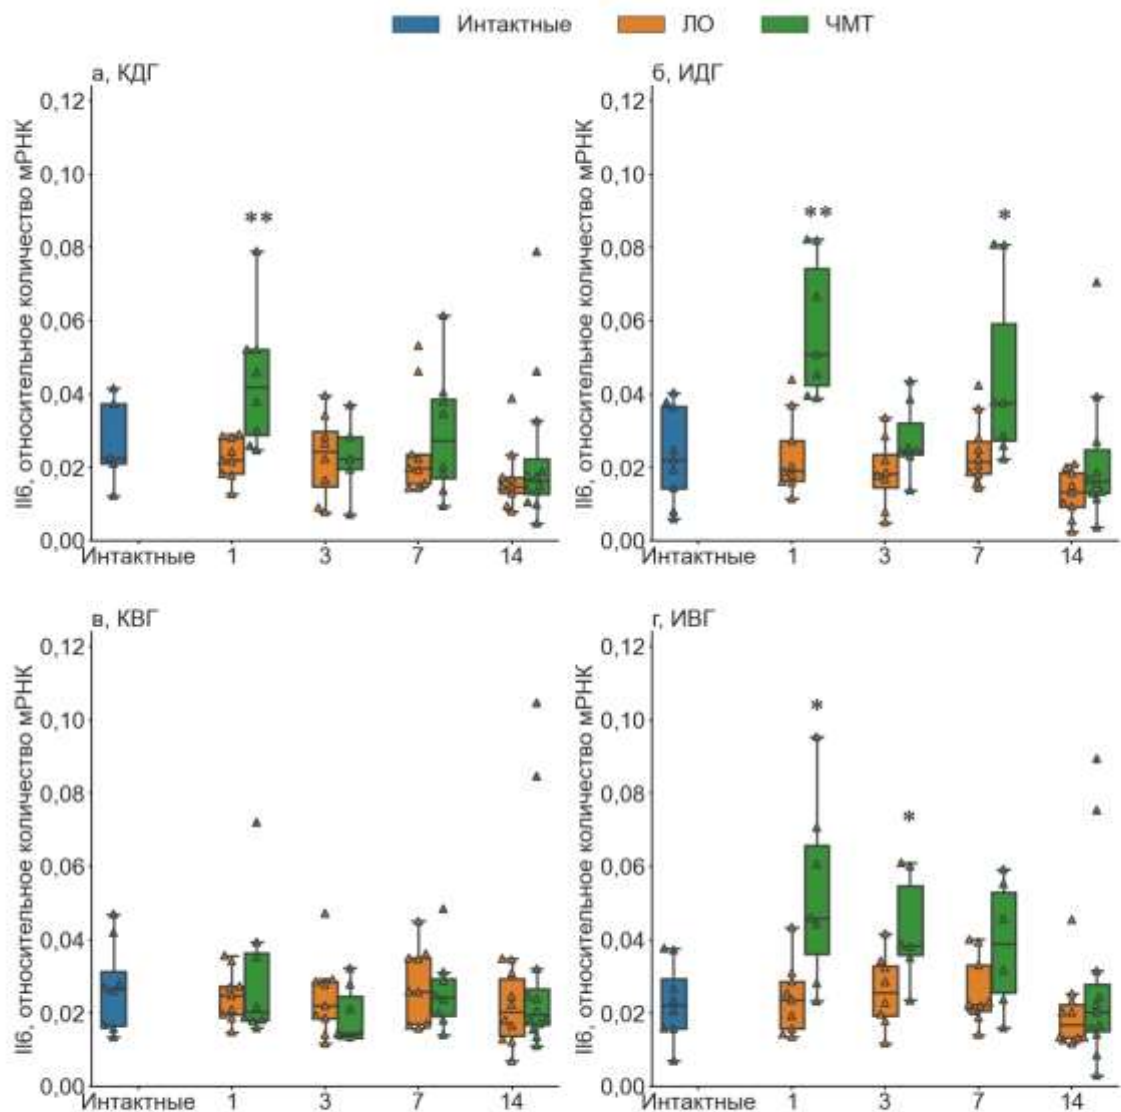 Интактные ЛО ЧМТ
а, КДГ
Il6, относительное количество мРНК
0,12
0,10
0,08
0,06
0,04
0,02
0,00
**
Интактные 1 3 7 14
б, ИДГ
Il6, относительное количество мРНК
0,12
0,10
0,08
0,06
0,04
0,02
0,00
** *
Интактные 1 3 7 14
в, КВГ
Il6, относительное количество мРНК
0,12
0,10
0,08
0,06
0,04
0,02
0,00
Интактные 1 3 7 14
г, ИВГ
Il6, относительное количество мРНК
0,12
0,10
0,08
0,06
0,04
0,02
0,00
* *
Интактные 1 3 7 14